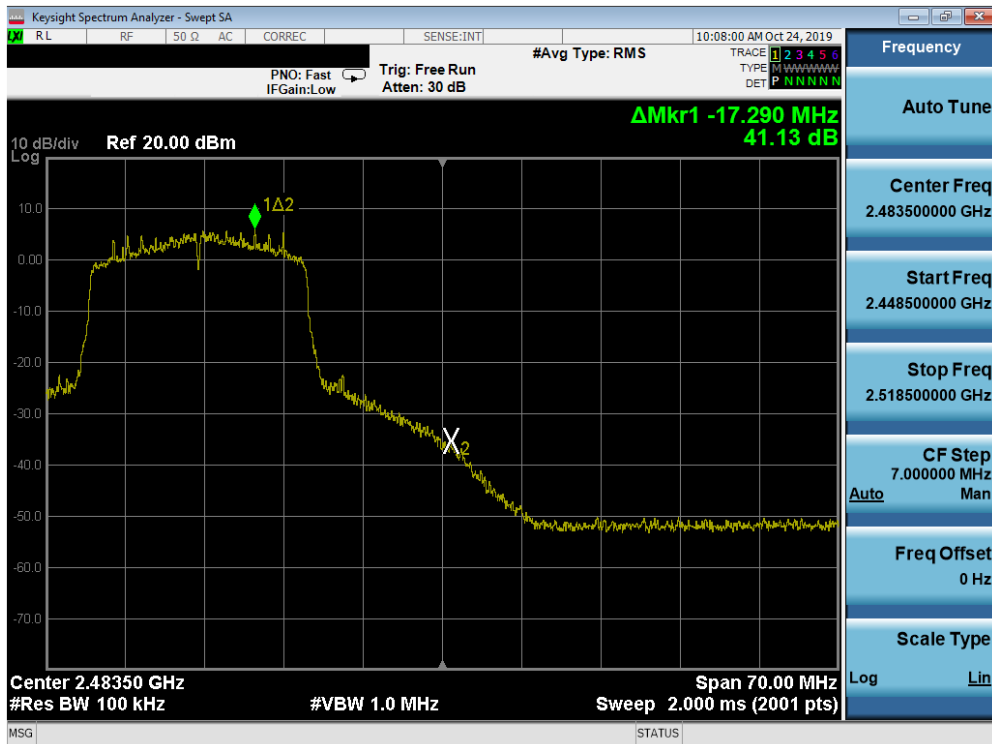 Keysight Spectrum Analyzer - Swept SA
LXI RL RF 50 Ω AC CORREC SENSE:INT 10:08:00 AM Oct 24, 2019
#Avg Type: RMS
TRACE 1 2 3 4 5 6
TYPE M W W W W W
DET P N N N N N
PNO: Fast
IFGain:Low
Trig: Free Run
Atten: 30 dB
ΔMkr1 -17.290 MHz
41.13 dB
10 dB/div Ref 20.00 dBm
Log
10.0
0.00
-10.0
-20.0
-30.0
-40.0
-50.0
-60.0
-70.0
1Δ2
X2
Center 2.48350 GHz
Span 70.00 MHz
#Res BW 100 kHz
#VBW 1.0 MHz
Sweep 2.000 ms (2001 pts)
MSG
STATUS
Frequency
Auto Tune
Center Freq
2.483500000 GHz
Start Freq
2.448500000 GHz
Stop Freq
2.518500000 GHz
CF Step
7.000000 MHz
Auto Man
Freq Offset
0 Hz
Scale Type
Log Lin